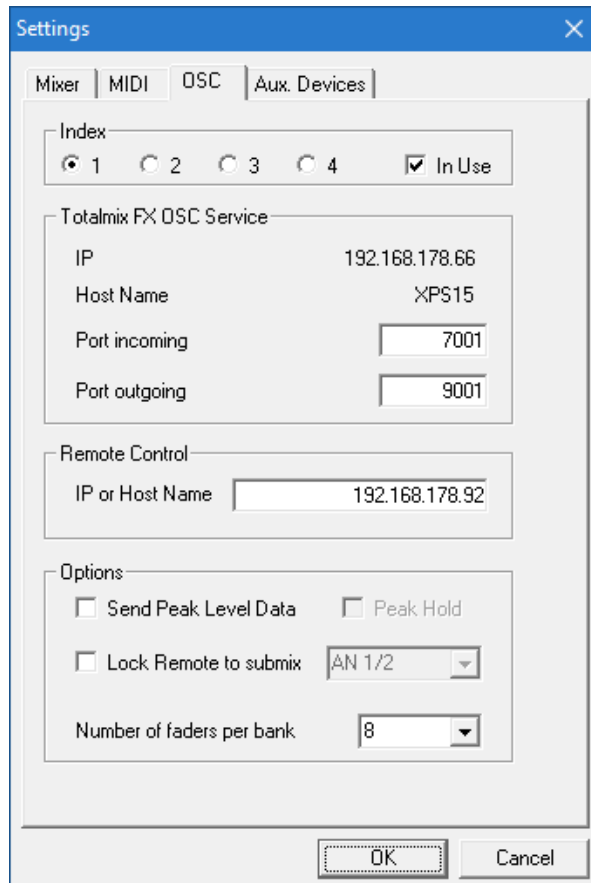 Settings
Mixer MIDI OSC Aux. Devices
Index
1 2 3 4 In Use
Totalmix FX OSC Service
IP 192.168.178.66
Host Name XPS15
Port incoming 7001
Port outgoing 9001
Remote Control
IP or Host Name 192.168.178.92
Options
Send Peak Level Data Peak Hold
Lock Remote to submix AN 1/2
Number of faders per bank 8
OK Cancel